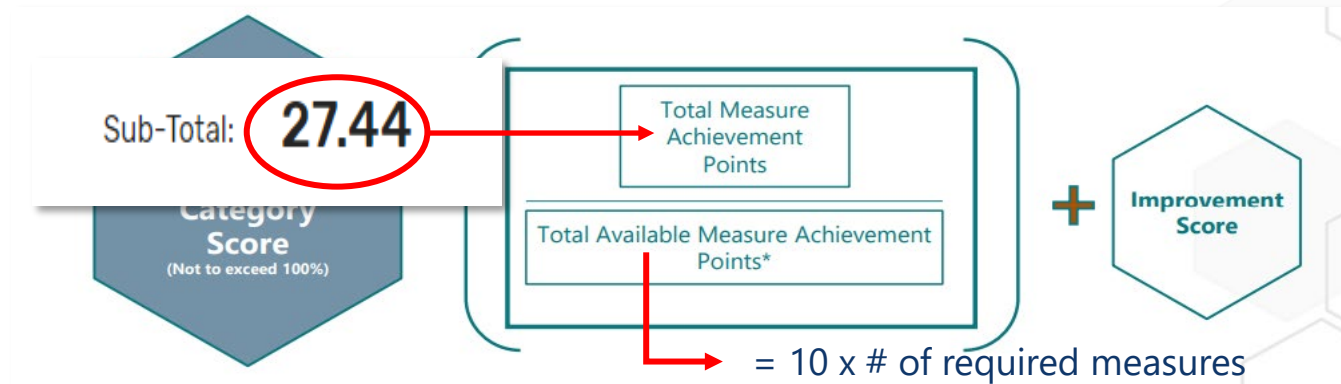 Sub-Total: 27.44
Category
Score
(Not to exceed 100%)
Total Measure
Achievement
Points
Total Available Measure Achievement
Points*
+
Improvement
Score
= 10 x # of required measures